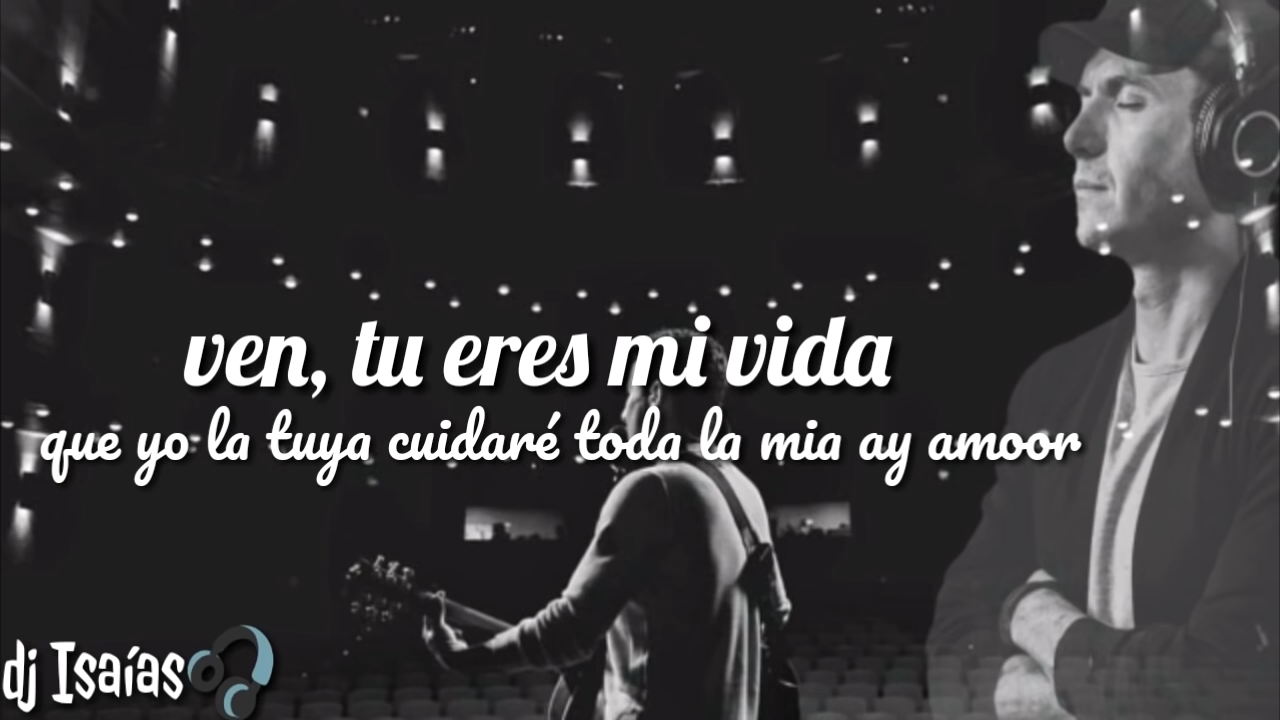 ven, tu eres mi vida
que yo la tuya cuidaré toda la mia ay amoor
dj Isaías